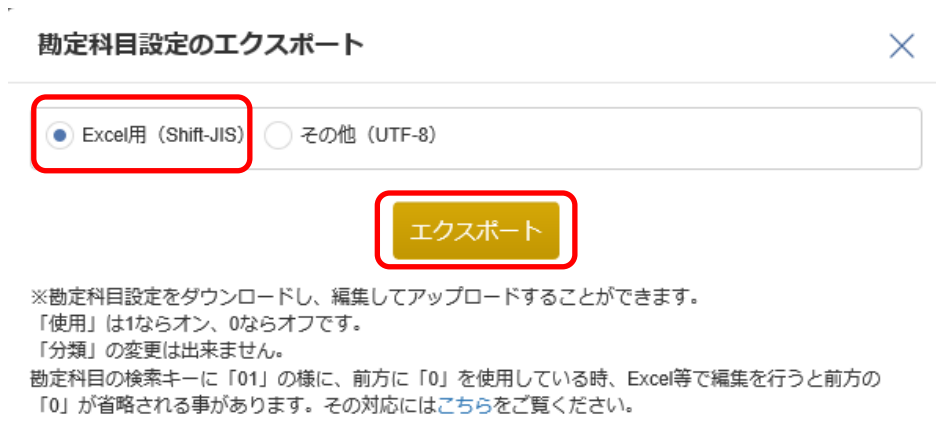 勘定科目設定のエクスポート
Excel用（Shift-JIS） その他（UTF-8）
エクスポート
※勘定科目設定をダウンロードし、編集してアップロードすることができます。
「使用」は1ならオン、0ならオフです。
「分類」の変更は出来ません。
勘定科目の検索キーに「01」の様に、前方に「0」を使用している時、Excel等で編集を行うと前方の
「0」が省略される事があります。その対応にはこちらをご覧ください。